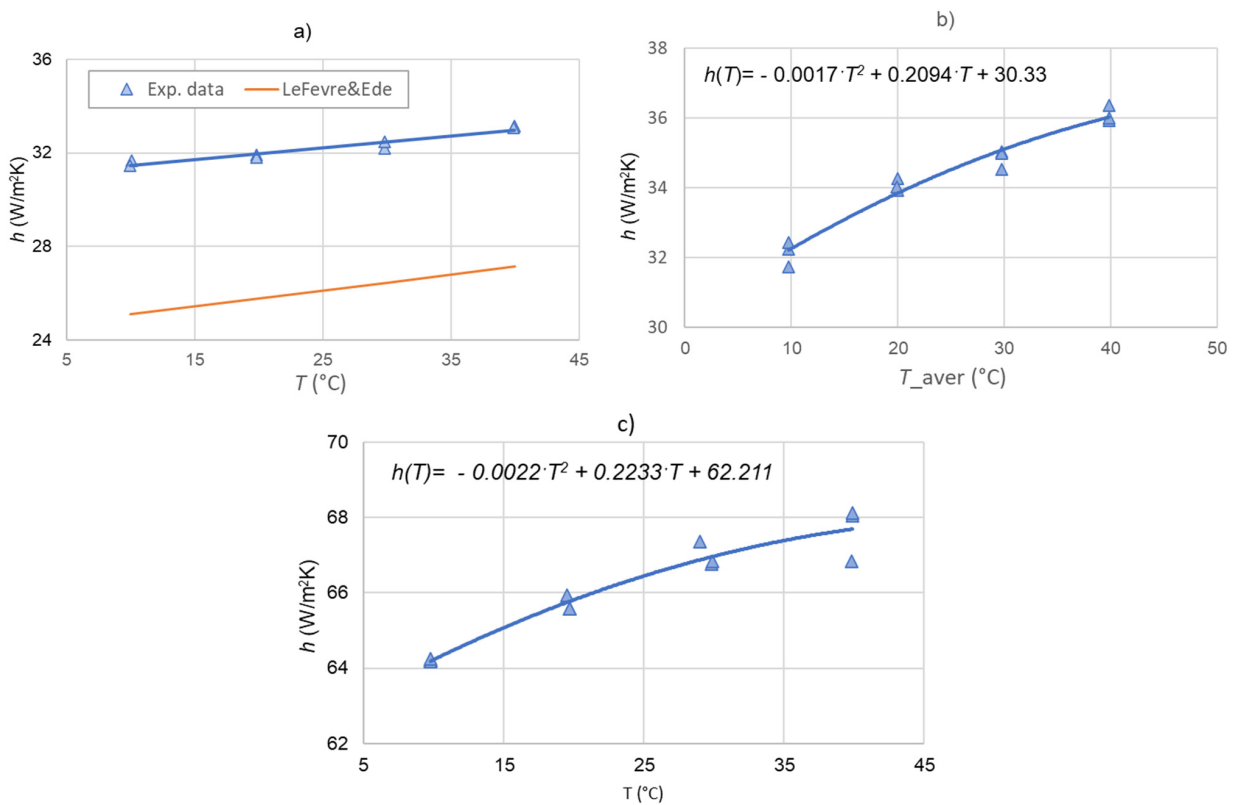 a)
36
32
28
24
h (W/m²K)
Exp. data
LeFevre&Ede
5 15 25 35 45
T (°C)
b)
38
36
34
32
30
h (W/m²K)
h(T)= - 0.0017·T² + 0.2094·T + 30.33
0 10 20 30 40 50
T_aver (°C)
c)
70
68
66
64
62
h (W/m²K)
h(T)= - 0.0022·T² + 0.2233·T + 62.211
5 15 25 35 45
T (°C)